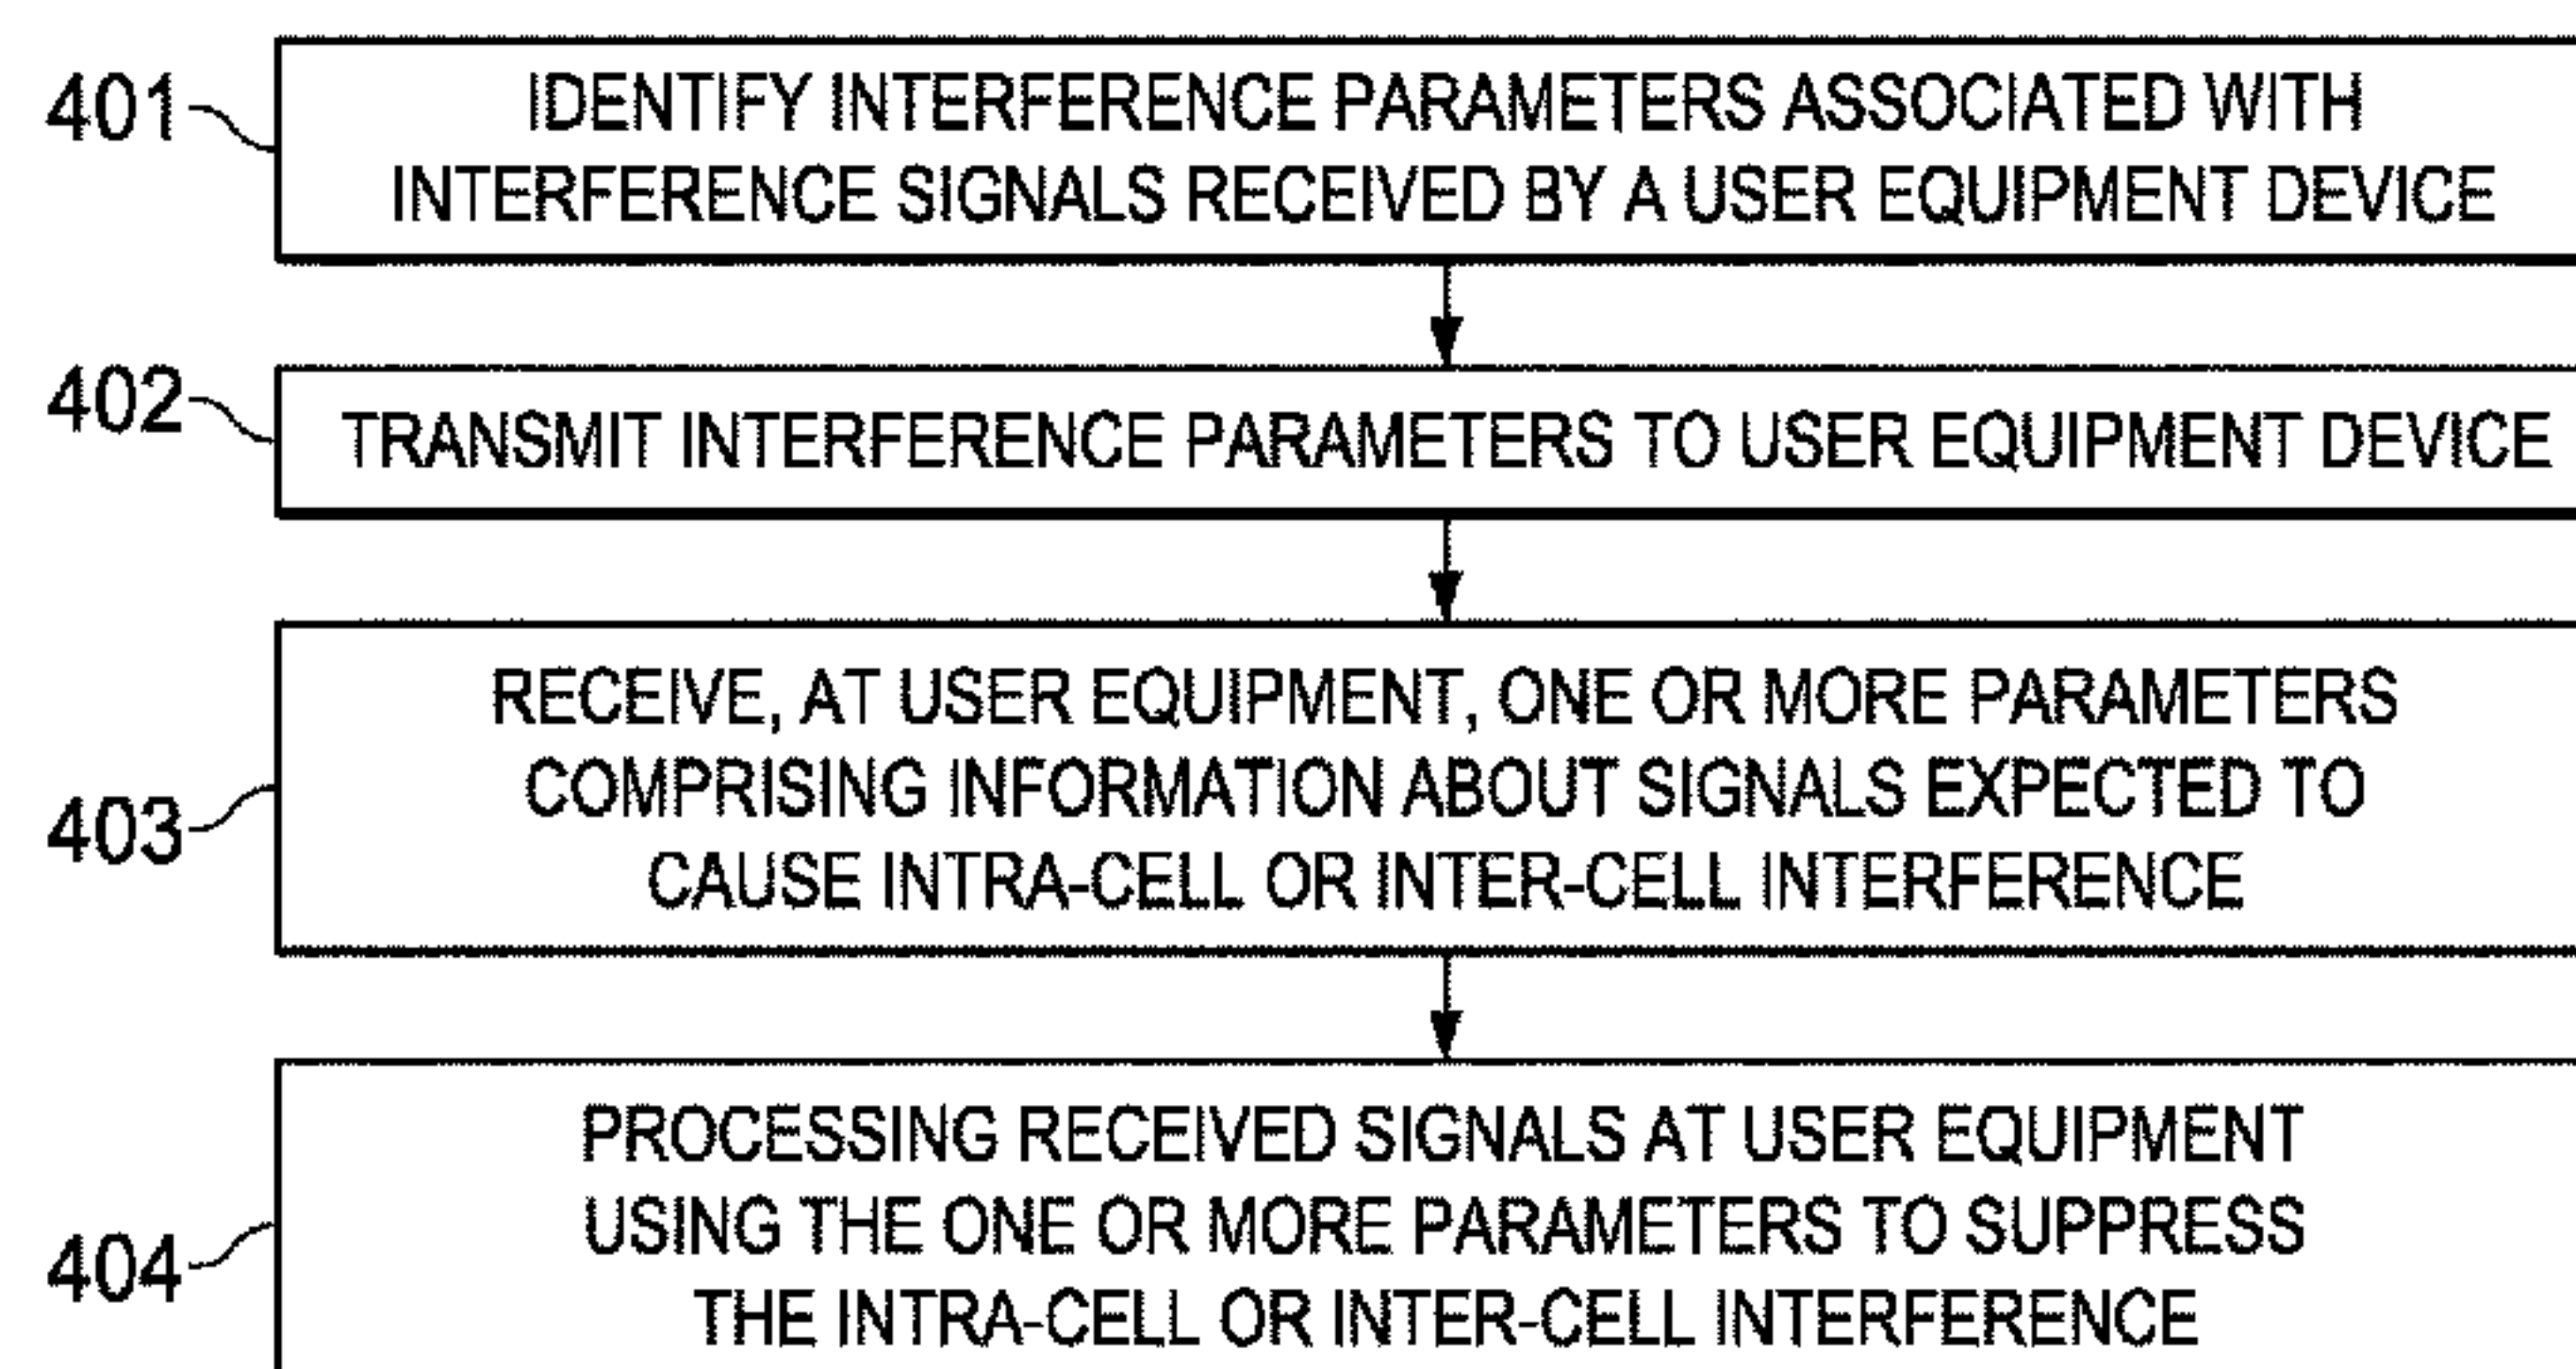 401
IDENTIFY INTERFERENCE PARAMETERS ASSOCIATED WITH
INTERFERENCE SIGNALS RECEIVED BY A USER EQUIPMENT DEVICE
402
TRANSMIT INTERFERENCE PARAMETERS TO USER EQUIPMENT DEVICE
403
RECEIVE, AT USER EQUIPMENT, ONE OR MORE PARAMETERS
COMPRISING INFORMATION ABOUT SIGNALS EXPECTED TO
CAUSE INTRA-CELL OR INTER-CELL INTERFERENCE
404
PROCESSING RECEIVED SIGNALS AT USER EQUIPMENT
USING THE ONE OR MORE PARAMETERS TO SUPPRESS
THE INTRA-CELL OR INTER-CELL INTERFERENCE